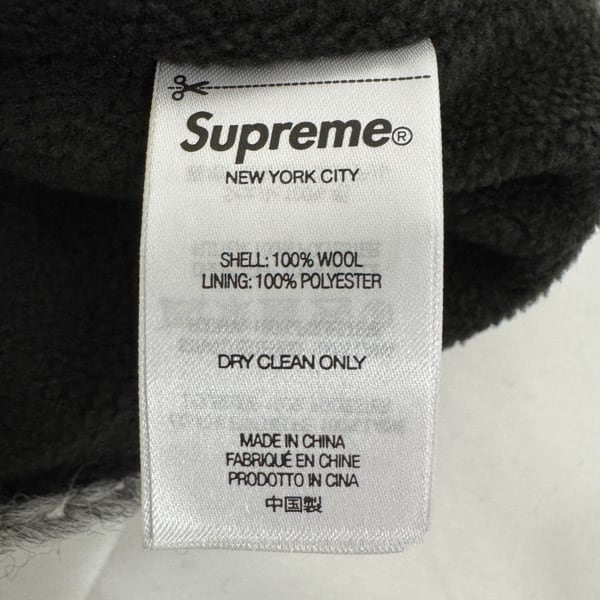 Supreme®
NEW YORK CITY
SHELL: 100% WOOL
LINING: 100% POLYESTER
DRY CLEAN ONLY
MADE IN CHINA
FABRIQUÉ EN CHINE
PRODOTTO IN CINA
中国製